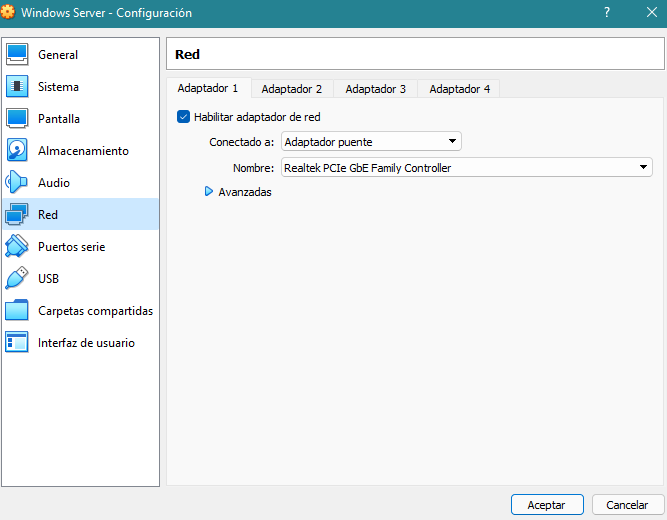 Windows Server - Configuración
?
General
Sistema
Pantalla
Almacenamiento
Audio
Red
Puertos serie
USB
Carpetas compartidas
Interfaz de usuario
Red
Adaptador 1
Adaptador 2
Adaptador 3
Adaptador 4
Habilitar adaptador de red
Conectado a: Adaptador puente
Nombre: Realtek PCIe GbE Family Controller
Avanzadas
Aceptar
Cancelar